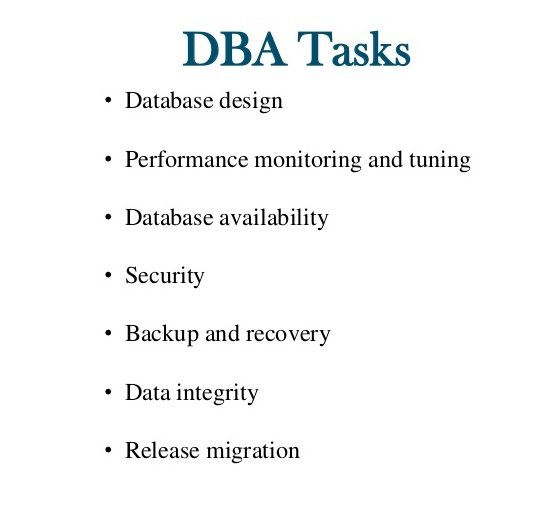 DBA Tasks
• Database design
• Performance monitoring and tuning
• Database availability
• Security
• Backup and recovery
• Data integrity
• Release migration